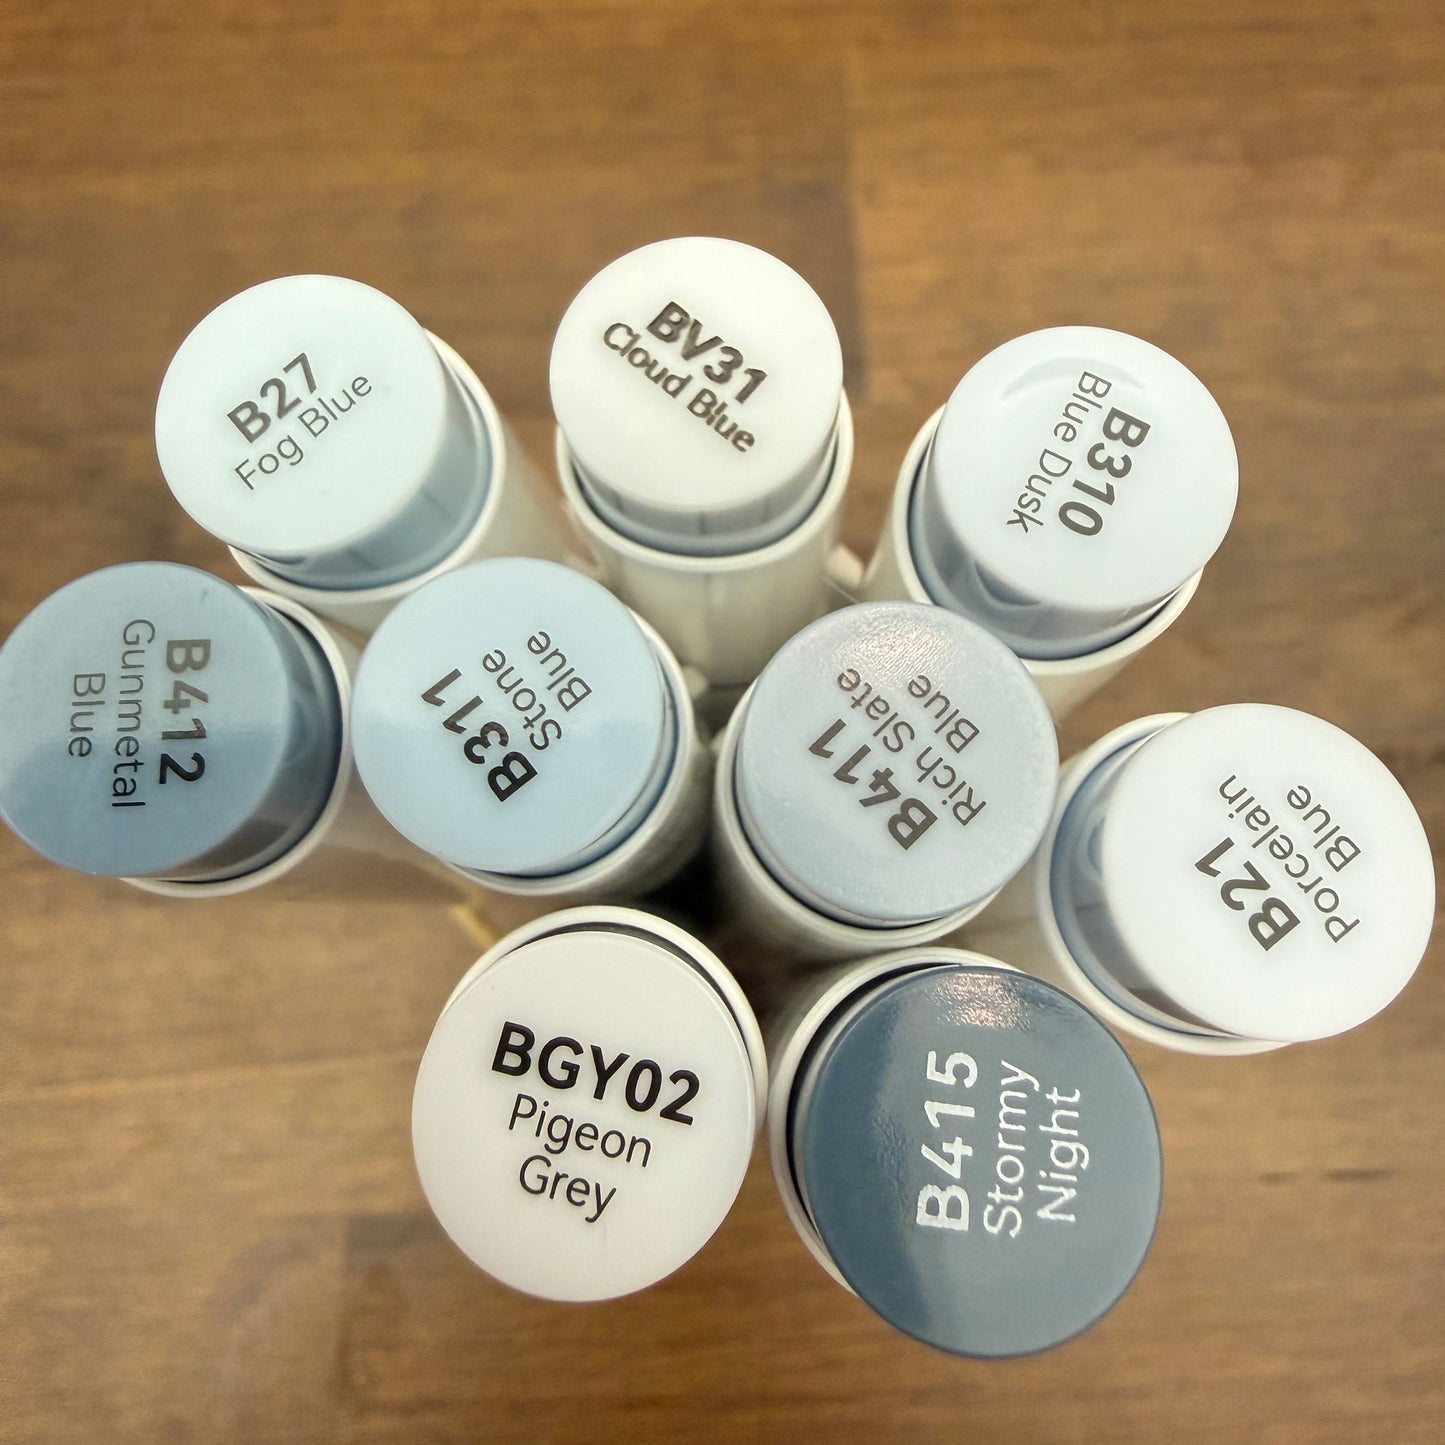 B27
Fog Blue
BV31
Cloud Blue
B310
Blue Dusk
B412
Gunmetal
Blue
B311
Stone
Blue
B411
Rich Slate
Blue
B21
Porcelain
Blue
BGY02
Pigeon
Grey
B415
Stormy
Night